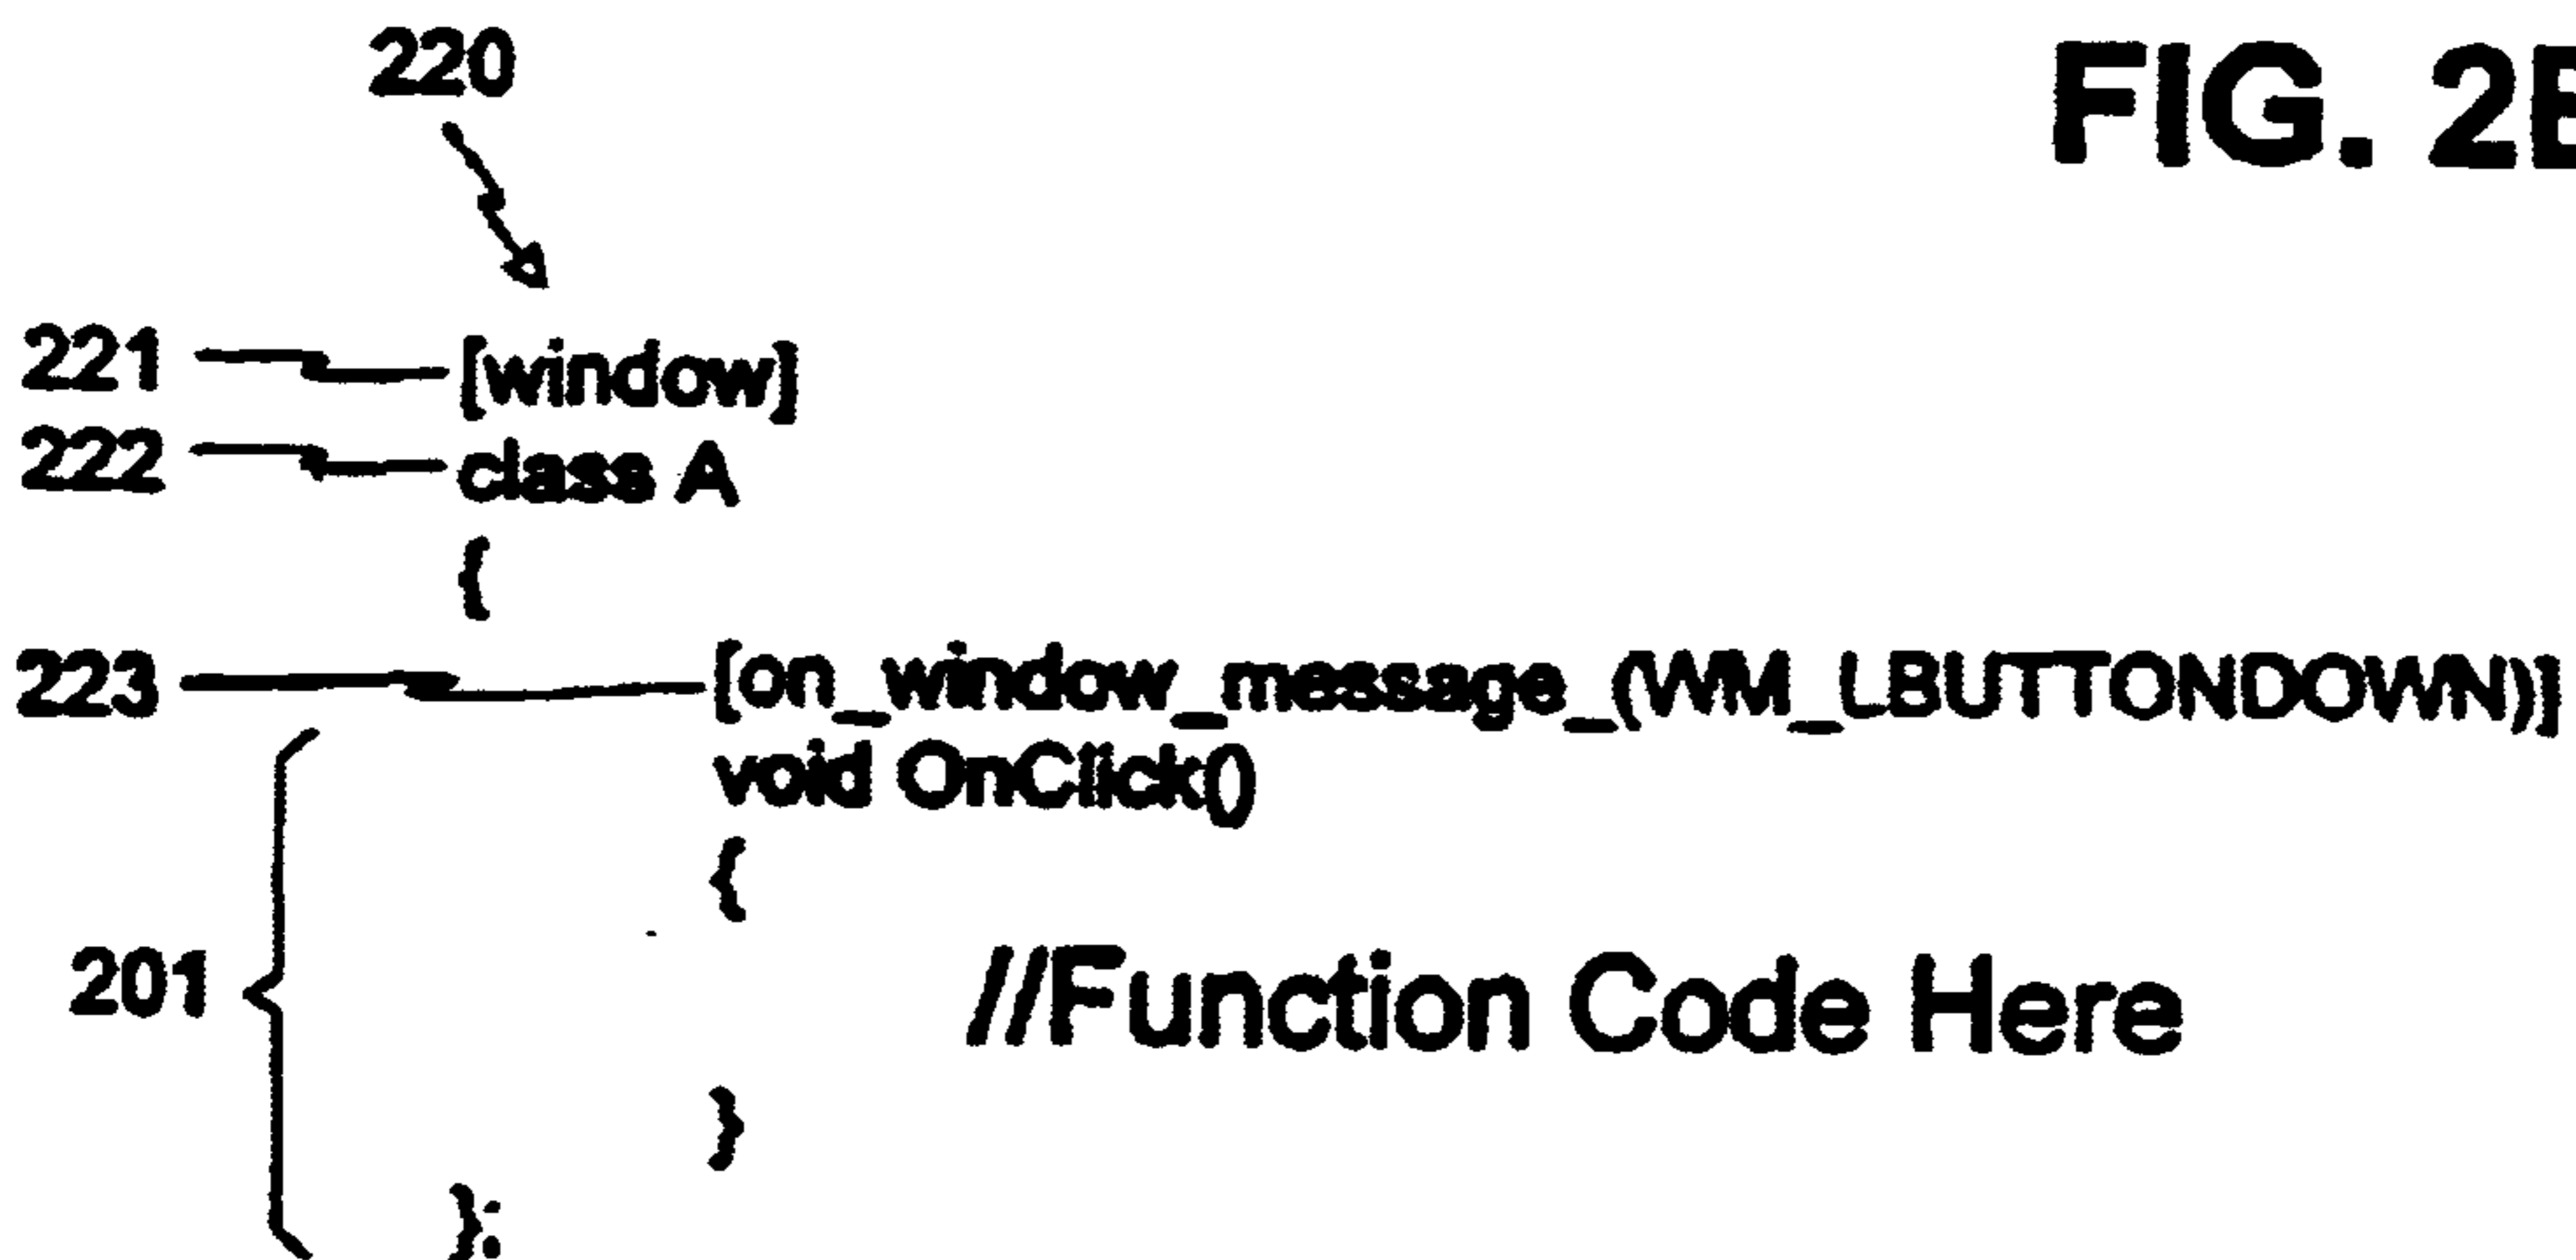 220
FIG. 2B
221 [window]
222 class A
{
223 [on_window_message_(WM_LBUTTONDOWN)]
void OnClick()
{
201 //Function Code Here
}
};